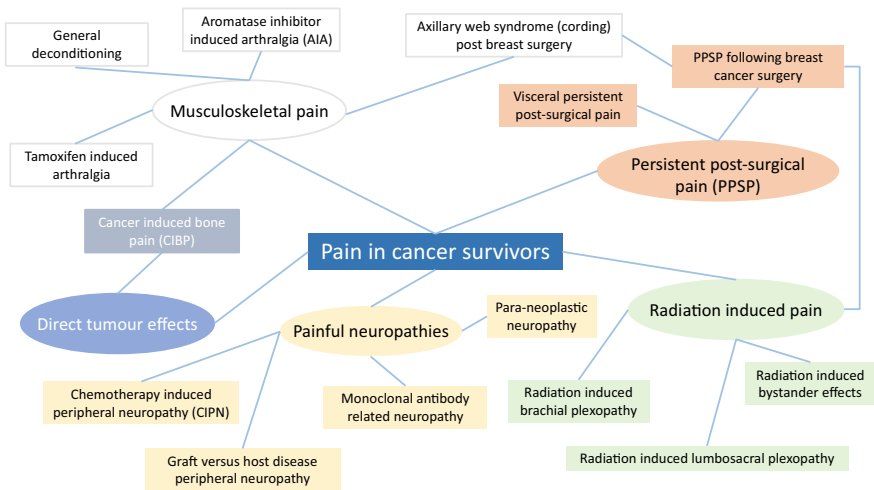 General
deconditioning
Aromatase inhibitor
induced arthralgia (AIA)
Axillary web syndrome (cording)
post breast surgery
PPSP following breast
cancer surgery
Musculoskeletal pain
Visceral persistent
post-surgical pain
Tamoxifen induced
arthralgia
Persistent post-surgical
pain (PPSP)
Cancer induced bone
pain (CIBP)
Pain in cancer survivors
Direct tumour effects
Painful neuropathies
Para-neoplastic
neuropathy
Radiation induced pain
Chemotherapy induced
peripheral neuropathy (CIPN)
Monoclonal antibody
related neuropathy
Radiation induced
brachial plexopathy
Radiation induced
bystander effects
Graft versus host disease
peripheral neuropathy
Radiation induced lumbosacral plexopathy